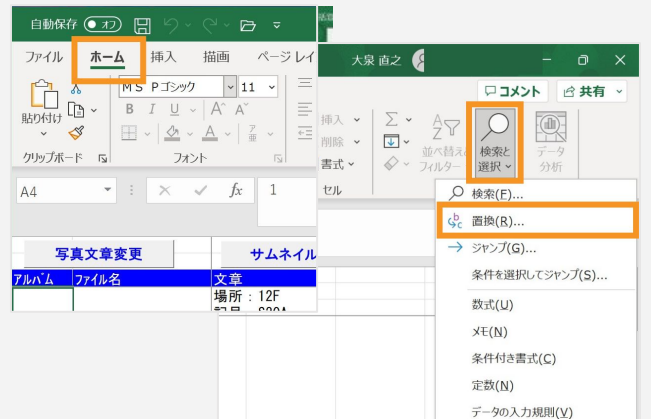 自動保存 オフ
ファイル ホーム 挿入 描画 ページ レイ
MS Pゴシック 11
貼り付け
B I U A^ A˅
A ア亜
クリップボード フォント
A4 fx 1
写真文章変更 サムネイル
アルバム ファイル名 文章
場所：12F
大泉 直之
コメント 共有
挿入
削除
書式
セル
Σ
並べ替え
フィルター
検索と
選択
データ
分析
検索(F)...
置換(R)...
ジャンプ(G)...
条件を選択してジャンプ(S)...
数式(U)
メモ(N)
条件付き書式(C)
定数(N)
データの入力規則(V)